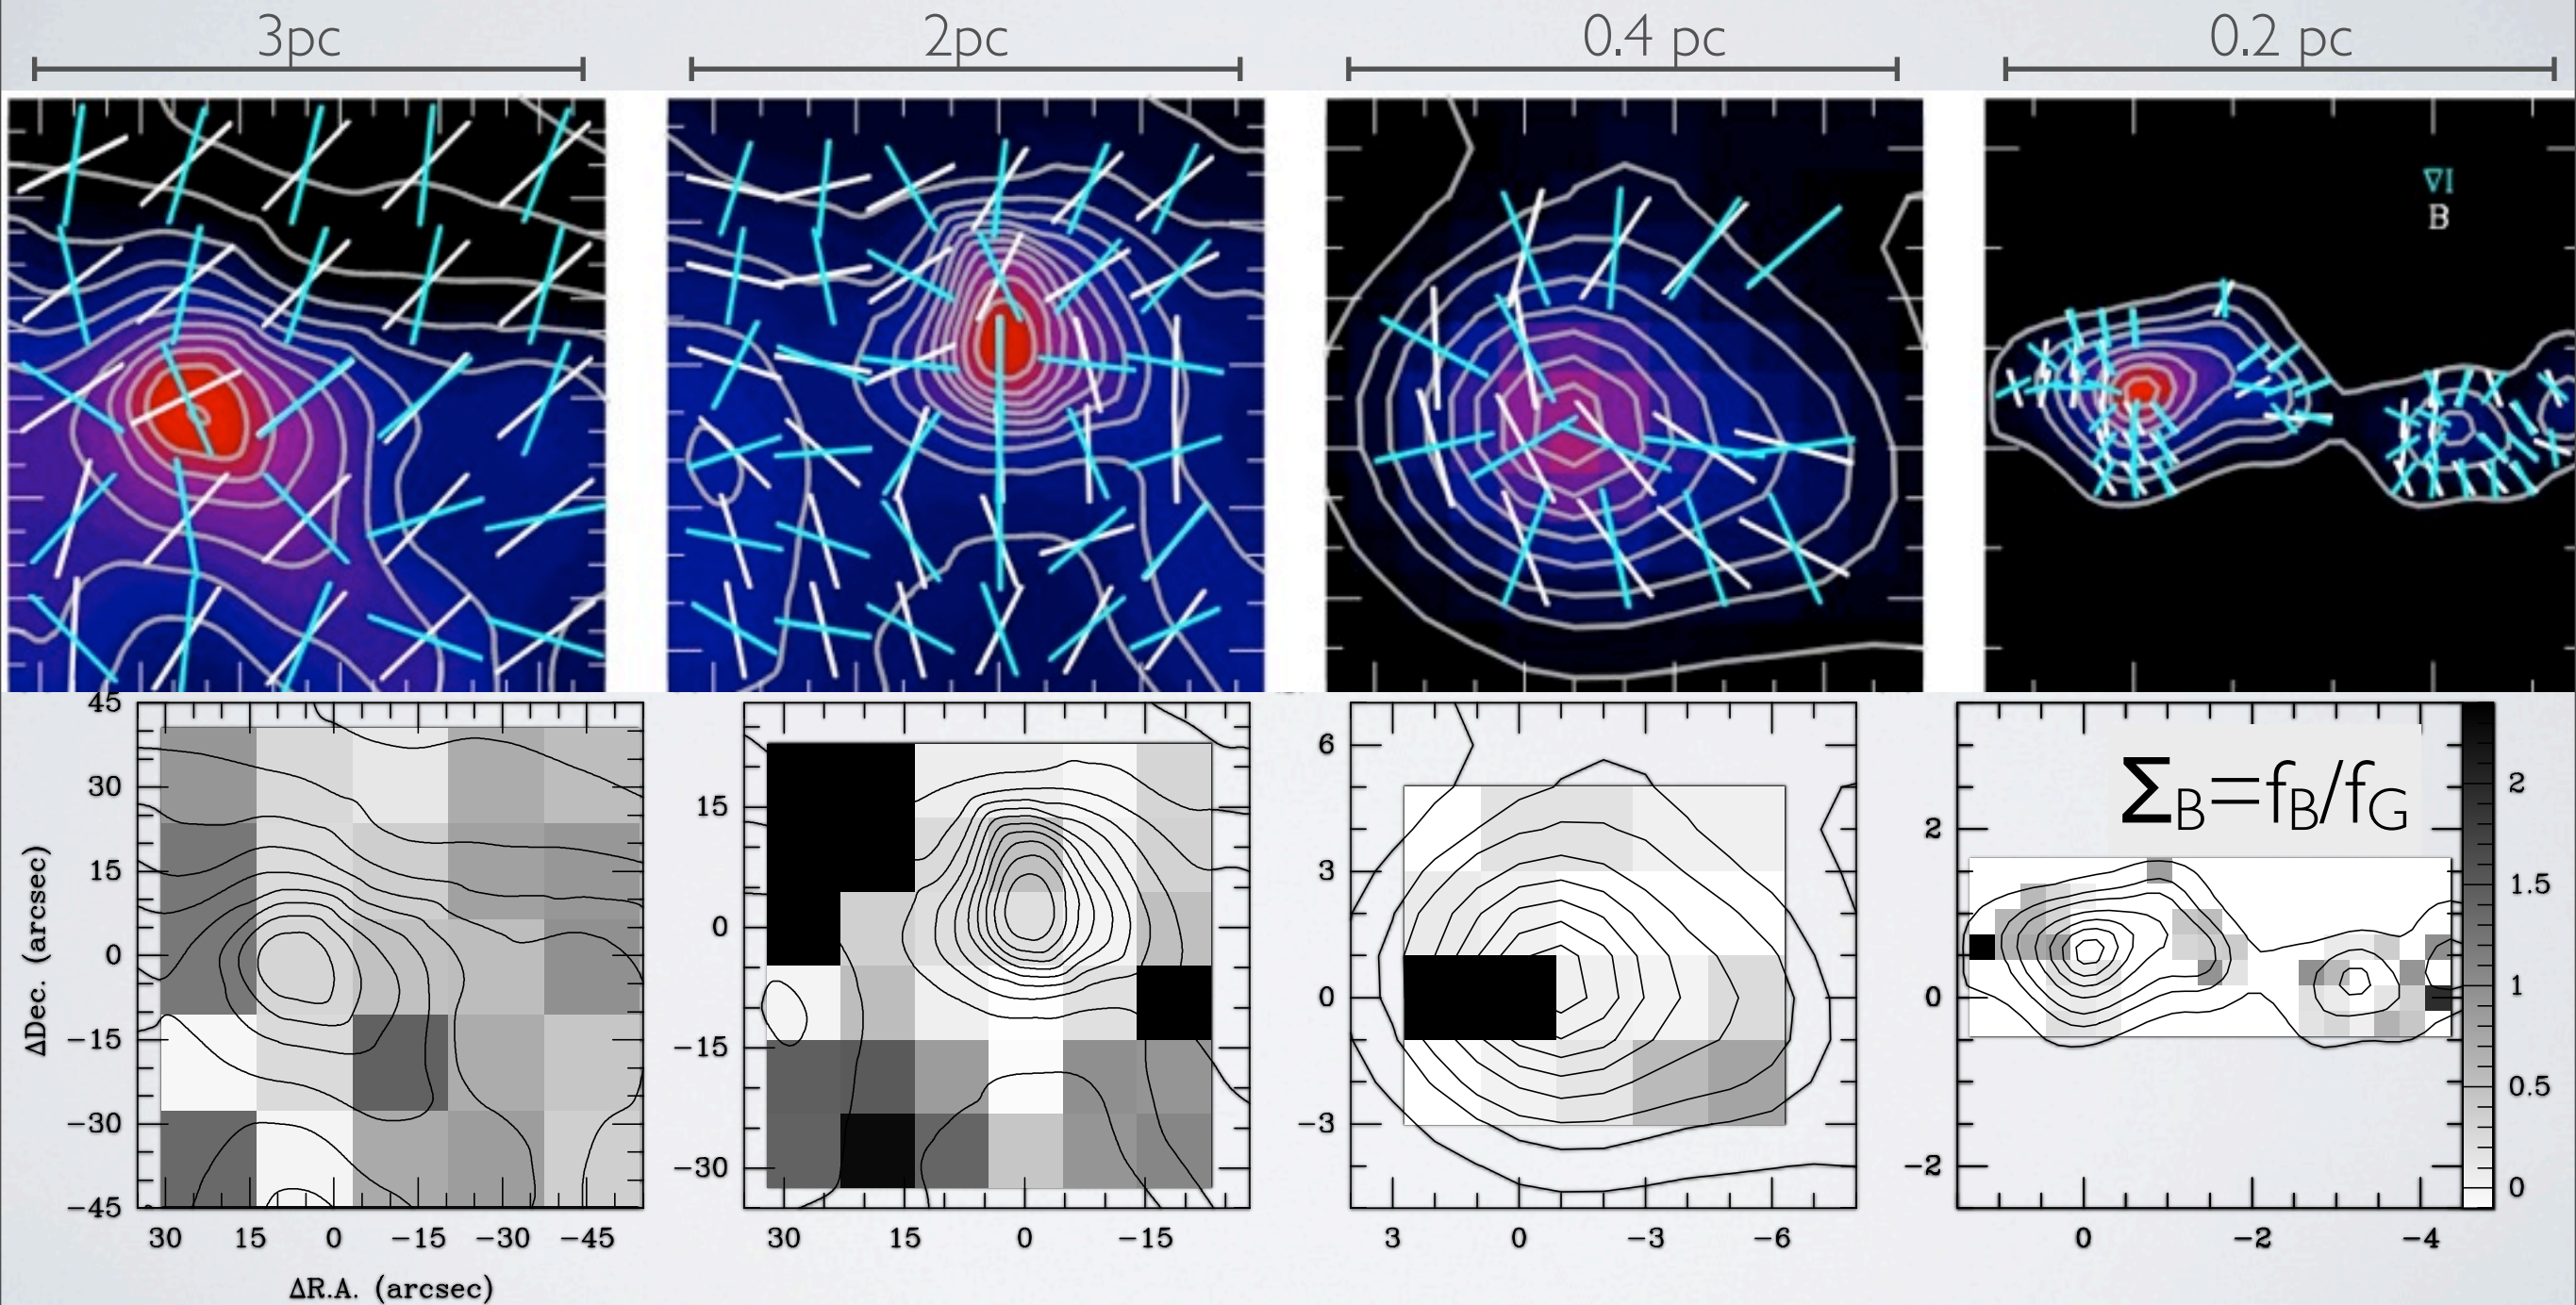 3pc
2pc
0.4 pc
0.2 pc
∇I
B
45
30
15
0
−15
−30
−45
ΔDec. (arcsec)
30 15 0 −15 −30 −45
ΔR.A. (arcsec)
15
0
−15
−30
30 15 0 −15
6
3
0
−3
3 0 −3 −6
Σ_B=f_B/f_G
2
0
−2
0 −2 −4
2
1.5
1
0.5
0